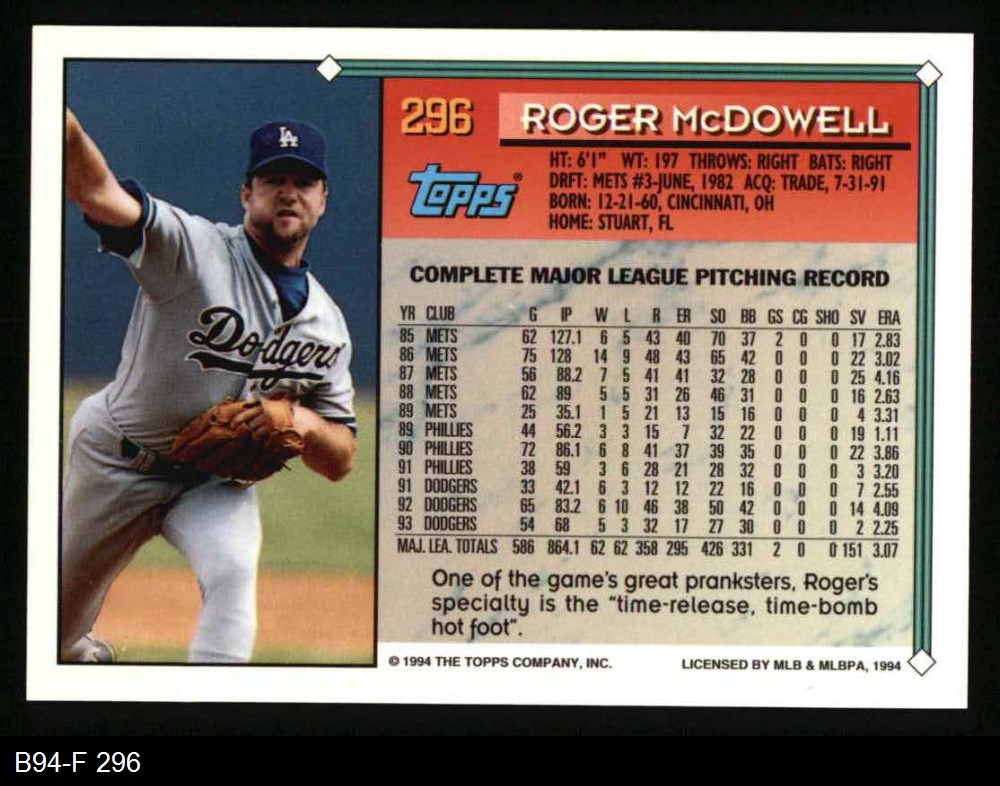 LA
Dodgers
296 ROGER McDOWELL
TOPPS®
HT: 6'1" WT: 197 THROWS: RIGHT BATS: RIGHT
DRFT: METS #3-JUNE, 1982 ACQ: TRADE, 7-31-91
BORN: 12-21-60, CINCINNATI, OH
HOME: STUART, FL
COMPLETE MAJOR LEAGUE PITCHING RECORD
YR CLUB G IP W L R ER SO BB GS CG SHO SV ERA
85 METS 62 127.1 6 5 43 40 70 37 2 0 0 17 2.83
86 METS 75 128 14 9 48 43 65 42 0 0 0 22 3.02
87 METS 56 88.2 7 5 41 41 32 28 0 0 0 25 4.16
88 METS 62 89 5 5 31 26 46 31 0 0 0 16 2.63
89 METS 25 35.1 1 5 21 13 15 16 0 0 0 4 3.31
89 PHILLIES 44 56.2 3 3 15 7 32 22 0 0 0 19 1.11
90 PHILLIES 72 86.1 6 8 41 37 39 35 0 0 0 22 3.86
91 PHILLIES 38 59 3 6 28 21 28 32 0 0 0 3 3.20
91 DODGERS 33 42.1 6 3 12 12 22 16 0 0 0 7 2.55
92 DODGERS 65 83.2 6 10 46 38 50 42 0 0 0 14 4.09
93 DODGERS 54 68 5 3 32 17 27 30 0 0 0 2 2.25
MAJ. LEA. TOTALS 586 864.1 62 62 358 295 426 331 2 0 0 151 3.07
One of the game's great pranksters, Roger's
specialty is the "time-release, time-bomb
hot foot".
© 1994 THE TOPPS COMPANY, INC. LICENSED BY MLB & MLBPA, 1994
B94-F 296